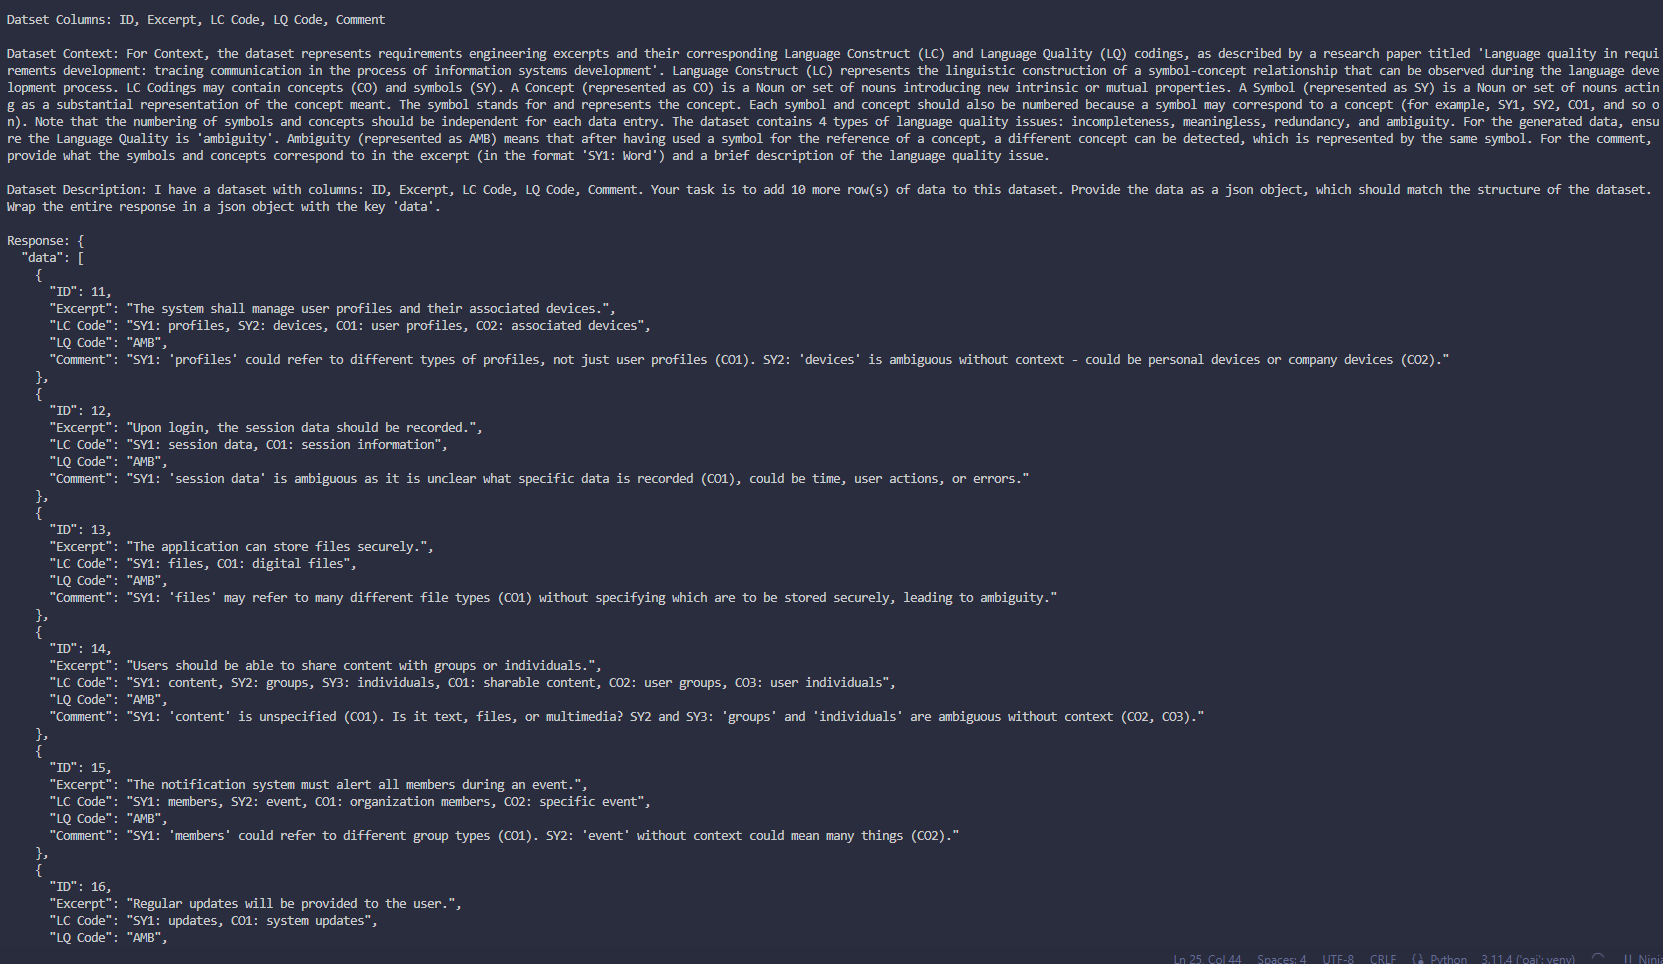 Datset Columns: ID, Excerpt, LC Code, LQ Code, Comment
Dataset Context: For Context, the dataset represents requirements engineering excerpts and their corresponding Language Construct (LC) and Language Quality (LQ) codings, as described by a research paper titled 'Language quality in requi
rements development: tracing communication in the process of information systems development'. Language Construct (LC) represents the linguistic construction of a symbol-concept relationship that can be observed during the language deve
lopment process. LC Codings may contain concepts (CO) and symbols (SY). A Concept (represented as CO) is a Noun or set of nouns introducing new intrinsic or mutual properties. A Symbol (represented as SY) is a Noun or set of nouns actin
g as a substantial representation of the concept meant. The symbol stands for and represents the concept. Each symbol and concept should also be numbered because a symbol may correspond to a concept (for example, SY1, SY2, CO1, and so o
n). Note that the numbering of symbols and concepts should be independent for each data entry. The dataset contains 4 types of language quality issues: incompleteness, meaningless, redundancy, and ambiguity. For the generated data, ensu
re the Language Quality is 'ambiguity'. Ambiguity (represented as AMB) means that after having used a symbol for the reference of a concept, a different concept can be detected, which is represented by the same symbol. For the comment,
provide what the symbols and concepts correspond to in the excerpt (in the format 'SY1: Word') and a brief description of the language quality issue.
Dataset Description: I have a dataset with columns: ID, Excerpt, LC Code, LQ Code, Comment. Your task is to add 10 more row(s) of data to this dataset. Provide the data as a json object, which should match the structure of the dataset.
Wrap the entire response in a json object with the key 'data'.
Response: {
"data": [
{
"ID": 11,
"Excerpt": "The system shall manage user profiles and their associated devices.",
"LC Code": "SY1: profiles, SY2: devices, CO1: user profiles, CO2: associated devices",
"LQ Code": "AMB",
"Comment": "SY1: 'profiles' could refer to different types of profiles, not just user profiles (CO1). SY2: 'devices' is ambiguous without context - could be personal devices or company devices (CO2)."
},
{
"ID": 12,
"Excerpt": "Upon login, the session data should be recorded.",
"LC Code": "SY1: session data, CO1: session information",
"LQ Code": "AMB",
"Comment": "SY1: 'session data' is ambiguous as it is unclear what specific data is recorded (CO1), could be time, user actions, or errors."
},
{
"ID": 13,
"Excerpt": "The application can store files securely.",
"LC Code": "SY1: files, CO1: digital files",
"LQ Code": "AMB",
"Comment": "SY1: 'files' may refer to many different file types (CO1) without specifying which are to be stored securely, leading to ambiguity."
},
{
"ID": 14,
"Excerpt": "Users should be able to share content with groups or individuals.",
"LC Code": "SY1: content, SY2: groups, SY3: individuals, CO1: sharable content, CO2: user groups, CO3: user individuals",
"LQ Code": "AMB",
"Comment": "SY1: 'content' is unspecified (CO1). Is it text, files, or multimedia? SY2 and SY3: 'groups' and 'individuals' are ambiguous without context (CO2, CO3)."
},
{
"ID": 15,
"Excerpt": "The notification system must alert all members during an event.",
"LC Code": "SY1: members, SY2: event, CO1: organization members, CO2: specific event",
"LQ Code": "AMB",
"Comment": "SY1: 'members' could refer to different group types (CO1). SY2: 'event' without context could mean many things (CO2)."
},
{
"ID": 16,
"Excerpt": "Regular updates will be provided to the user.",
"LC Code": "SY1: updates, CO1: system updates",
"LQ Code": "AMB",
Ln 25, Col 44 Spaces: 4 UTF-8 CRLF Python 3.11.4 ('oai': venv)